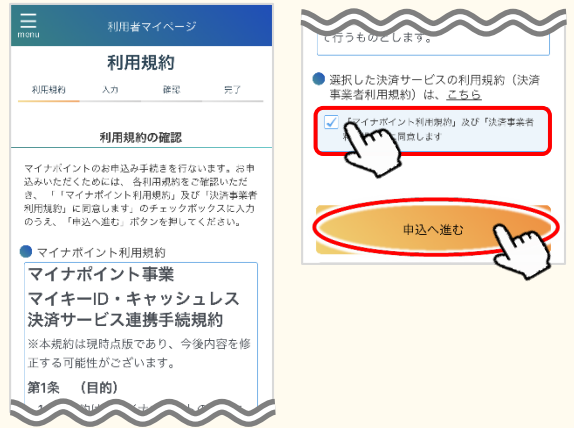 menu
利用者マイページ
利用規約
利用規約 入力 確認 完了
利用規約の確認
マイナポイントのお申込み手続きを行ないます。お申
込みいただくためには、 各利用規約をご確認いただ
き、 「「マイナポイント利用規約」及び「決済事業者
利用規約」に同意します」のチェックボックスに入力
のうえ、「申込へ進む」ボタンを押してください。
マイナポイント利用規約
マイナポイント事業
マイキーID・キャッシュレス
決済サービス連携手続規約
※本規約は現時点版であり、今後内容を修
正する可能性がございます。
第1条 （目的）
て行うものとします。
選択した決済サービスの利用規約（決済
事業者利用規約）は、こちら
「マイナポイント利用規約」及び「決済事業者
に同意します
申込へ進む